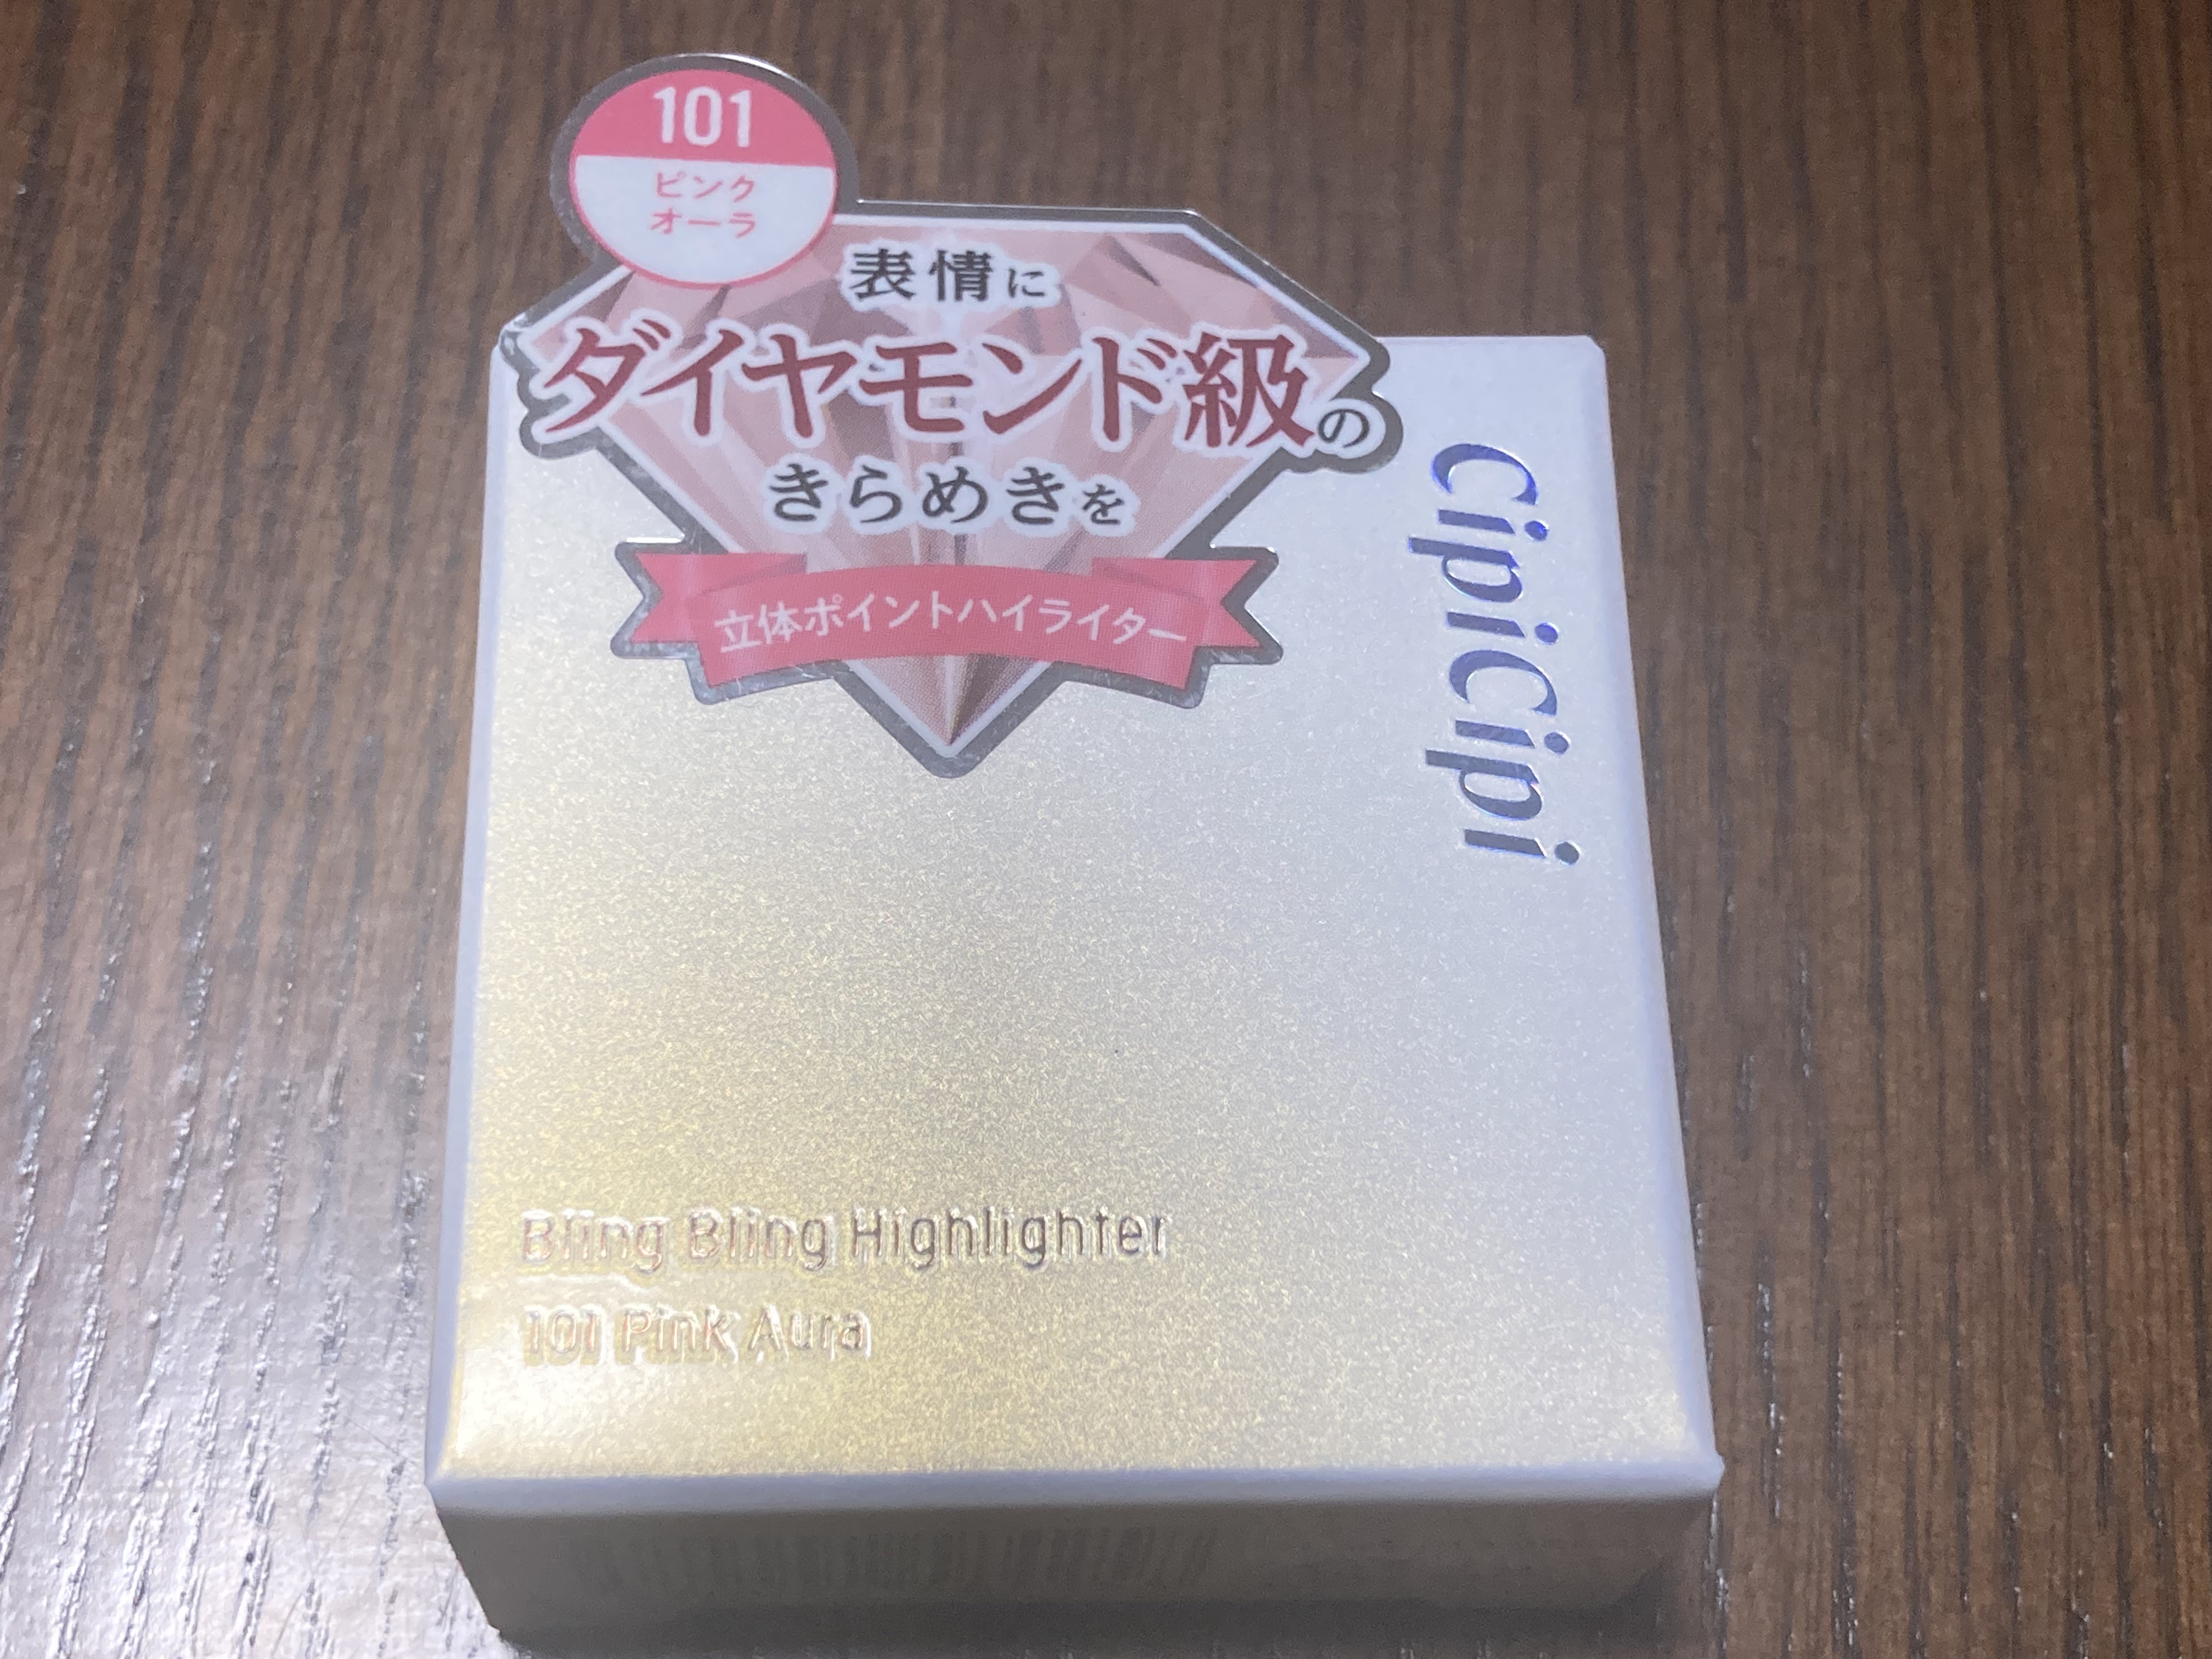 101
ピンク
オーラ
表情に
ダイヤモンド級の
きらめきを
立体ポイントハイライター
CipiCipi
Bling Bling Highlighter
101 Pink Aura